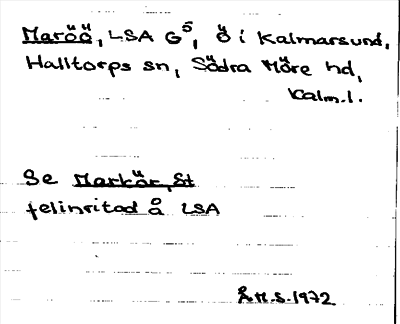 Maröö, LSA G5, ö i Kalmarsund,
Halltorps sn, Södra Möre hd,
Kalm.l.
Se Markör, St
felinritad å LSA
Å.H.S. 1972